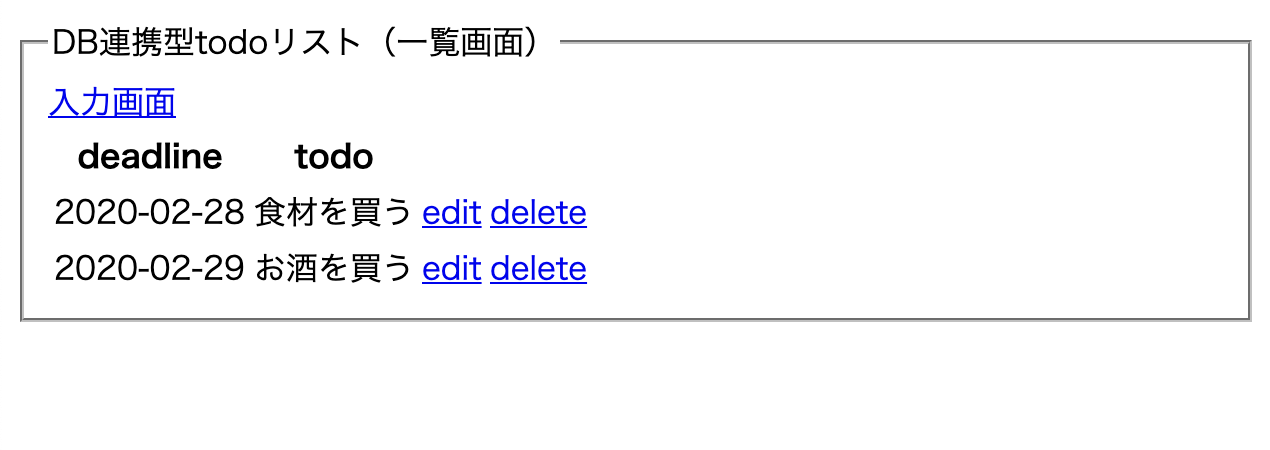 DB連携型todoリスト（一覧画面）
入力画面
deadline todo
2020-02-28 食材を買う edit delete
2020-02-29 お酒を買う edit delete